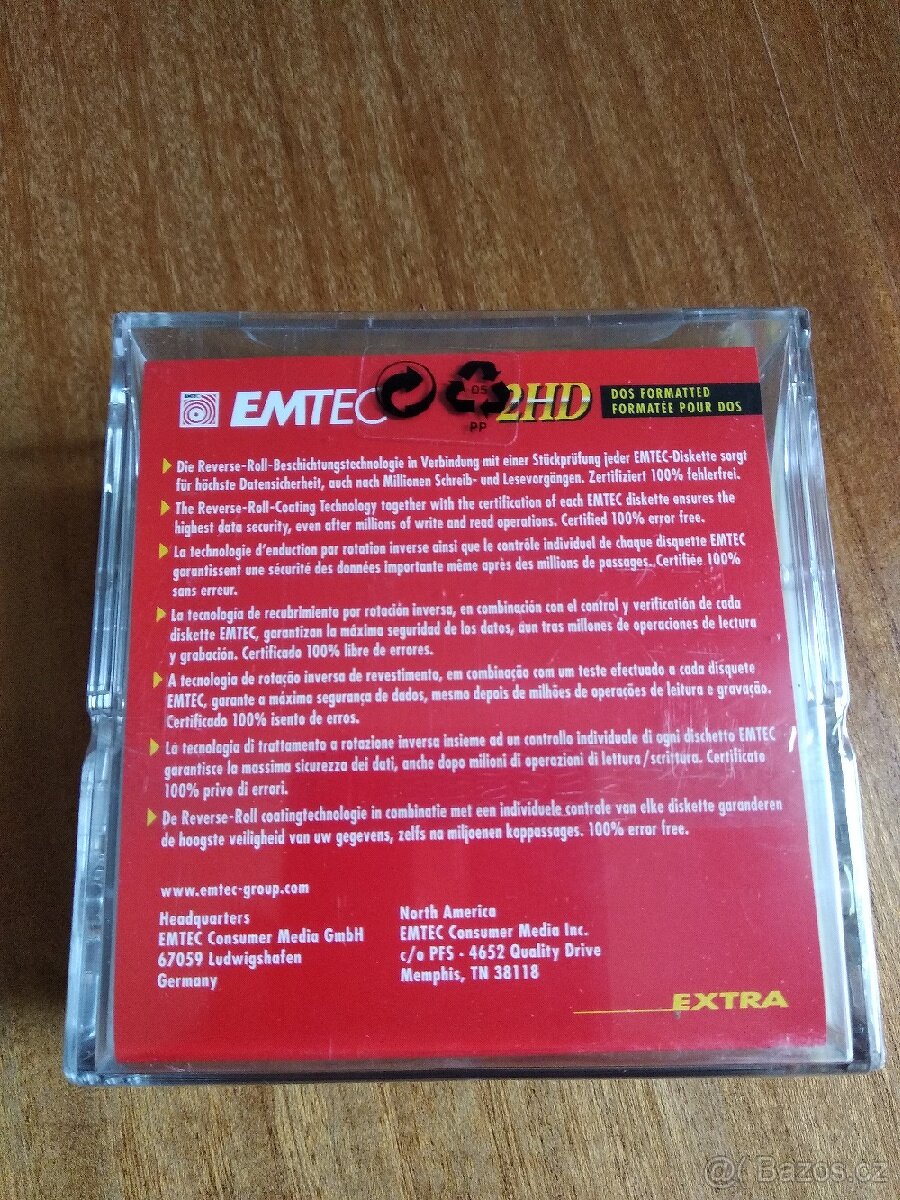 EMTEC
05
PP
2HD
DOS FORMATTED
FORMATÉE POUR DOS
Die Reverse-Roll-Beschichtungstechnologie in Verbindung mit einer Stückprüfung jeder EMTEC-Diskette sorgt
für höchste Datensicherheit, auch nach Millionen Schreib- und Lesevorgängen. Zertifiziert 100% fehlerfrei.
The Reverse-Roll-Coating Technology together with the certification of each EMTEC diskette ensures the
highest data security, even after millions of write and read operations. Certified 100% error free.
La technologie d'enduction par rotation inverse ainsi que le contrôle individuel de chaque disquette EMTEC
garantissent une sécurité des données importante même après des millions de passages. Certifiée 100%
sans erreur.
La tecnología de recubrimiento por rotación inversa, en combinación con el control y verificatión de cada
diskette EMTEC, garantizan la máxima seguridad de los datos, aun tras millones de operaciones de lectura
y grabación. Certificado 100% libre de errores.
A tecnologia de rotação inversa de revestimento, em combinação com um teste efectuado a cada disquete
EMTEC, garante a máxima segurança de dados, mesmo depois de milhões de operações de leitura e gravação.
Certificado 100% isento de erros.
La tecnologia di trattamento a rotazione inversa insieme ad un controllo individuale di ogni dischetto EMTEC
garantisce la massima sicurezza dei dati, anche dopo milioni di operazioni di lettura/scrittura. Certificato
100% privo di errori.
De Reverse-Roll coatingtechnologie in combinatie met een individuele controle van elke diskette garanderen
de hoogste veiligheid van uw gegevens, zelfs na miljoenen koppassages. 100% error free.
www.emtec-group.com
Headquarters
EMTEC Consumer Media GmbH
67059 Ludwigshafen
Germany
North America
EMTEC Consumer Media Inc.
c/o PFS - 4652 Quality Drive
Memphis, TN 38118
EXTRA
Bazos.cz